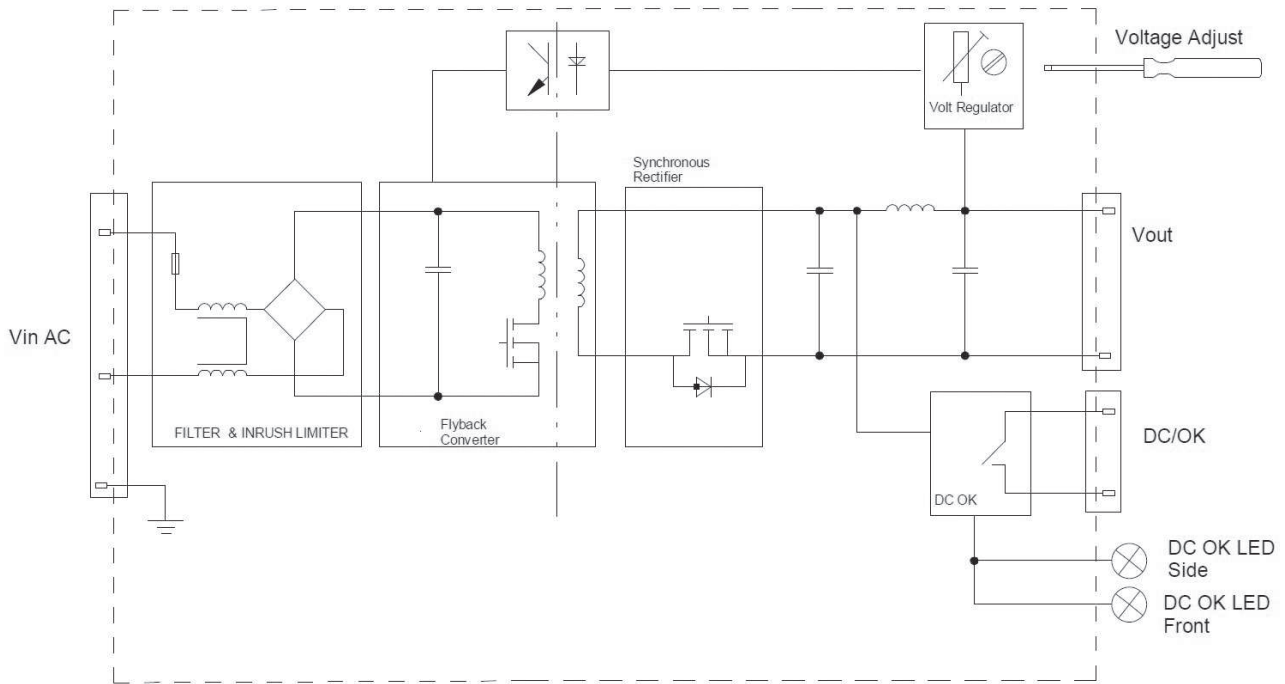 Voltage Adjust
Volt Regulator
Synchronous
Rectifier
Vout
Vin AC
FILTER & INRUSH LIMITER
Flyback
Converter
DC/OK
DC OK
DC OK LED
Side
DC OK LED
Front